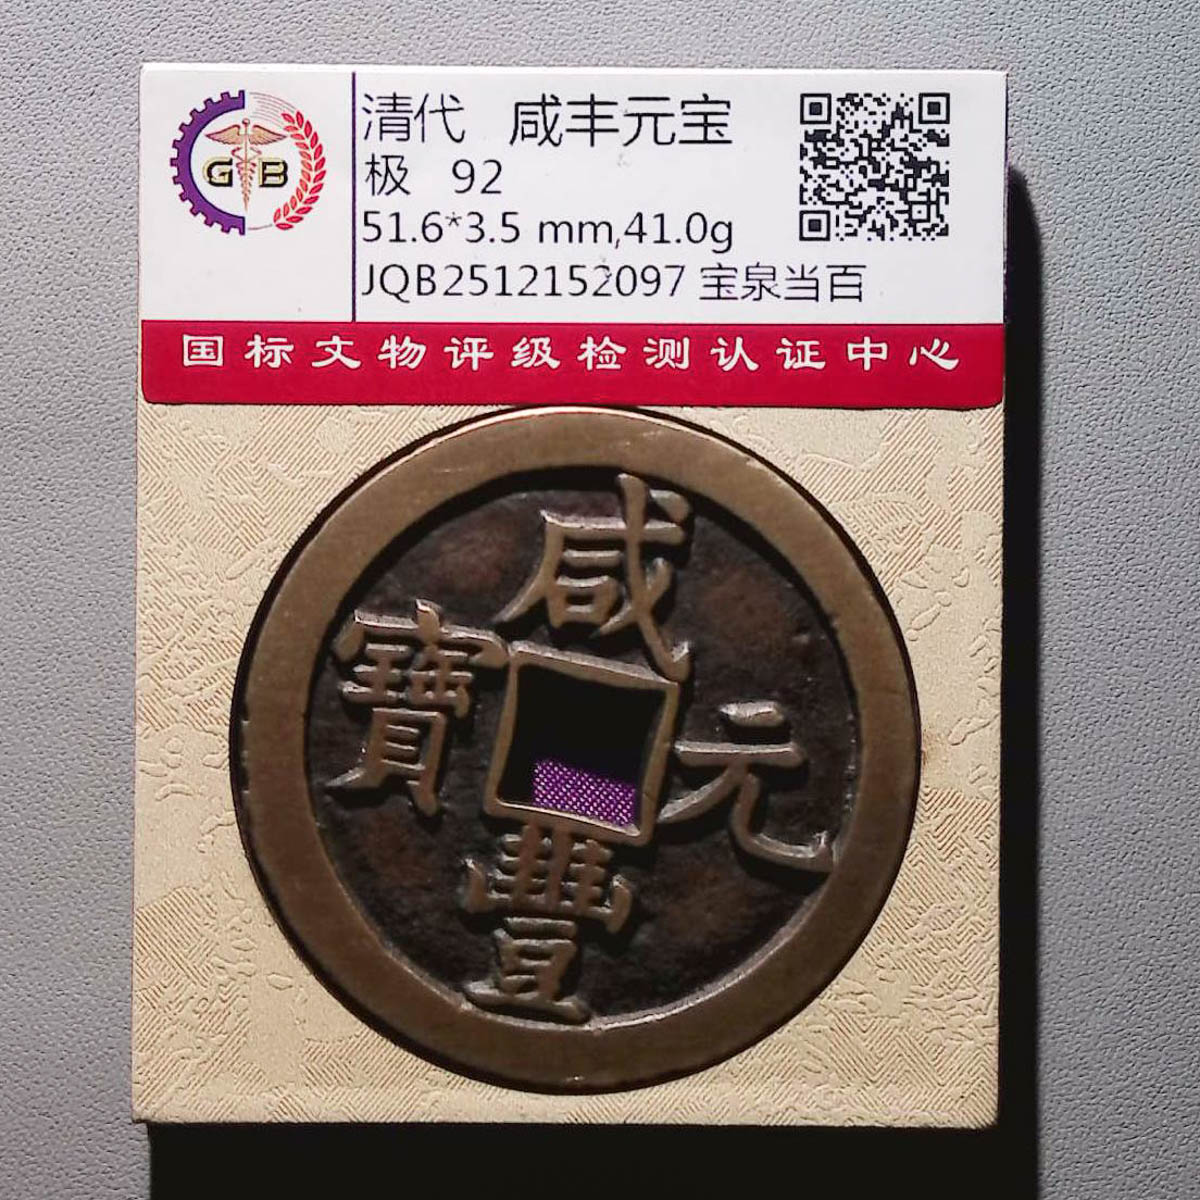 GB
清代 咸丰元宝
极 92
51.6*3.5 mm,41.0g
JQB2512152097 宝泉当百
国标文物评级检测认证中心
咸
元
寶
豐